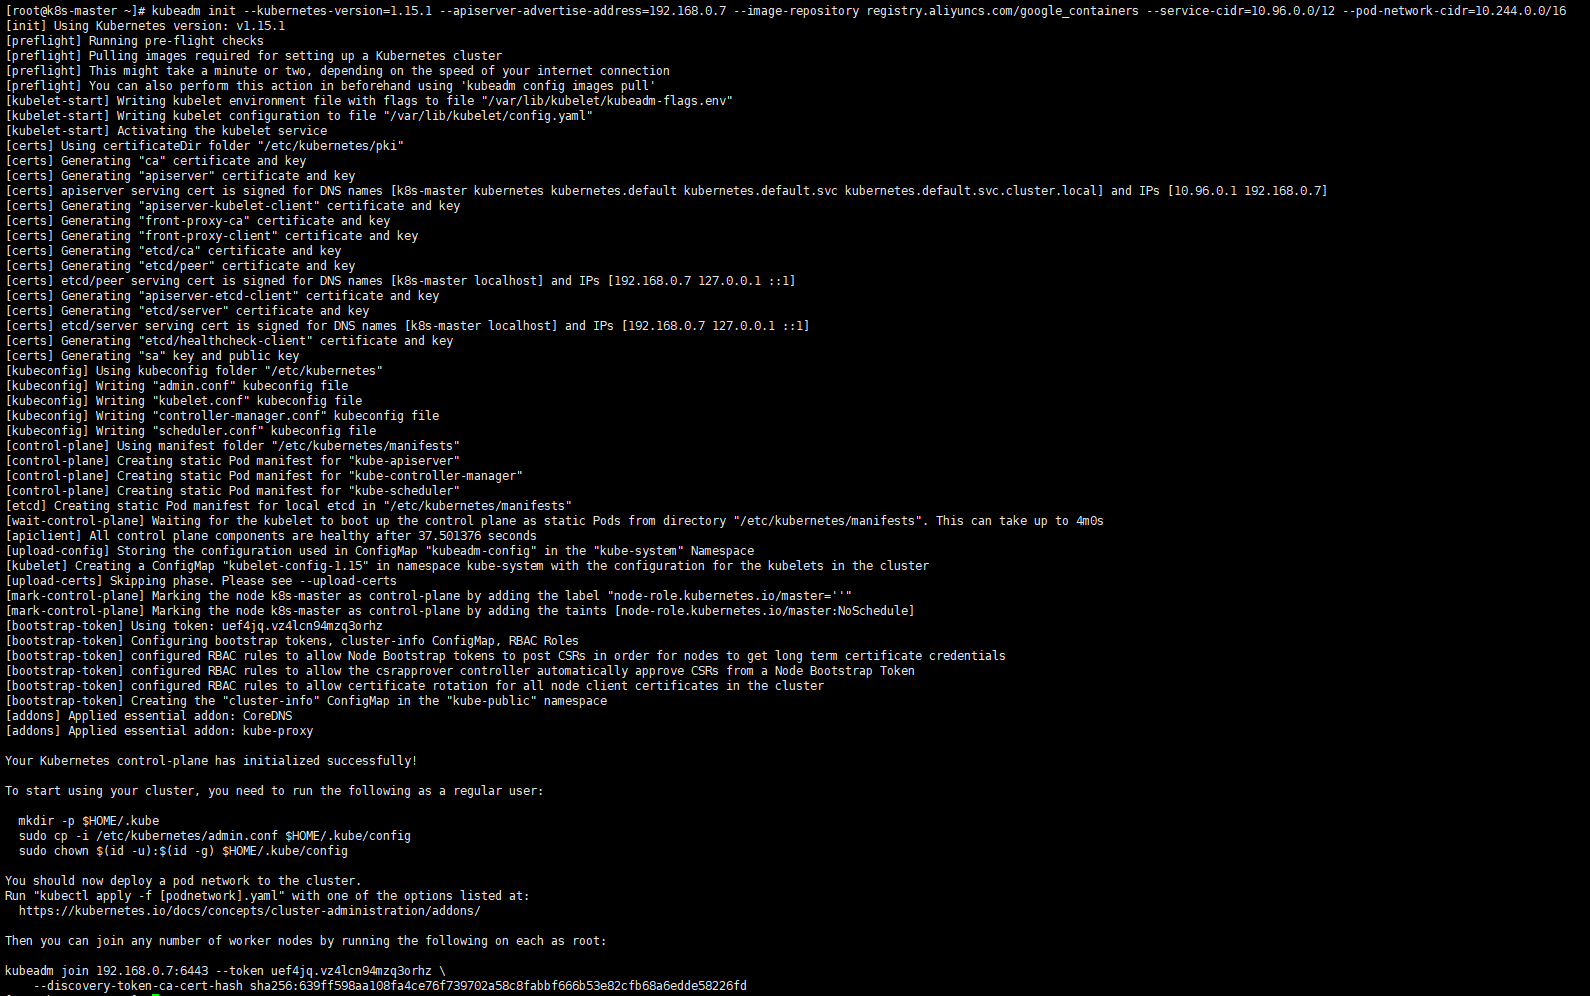 [root@k8s-master ~]# kubeadm init --kubernetes-version=1.15.1 --apiserver-advertise-address=192.168.0.7 --image-repository registry.aliyuncs.com/google_containers --service-cidr=10.96.0.0/12 --pod-network-cidr=10.244.0.0/16
[init] Using Kubernetes version: v1.15.1
[preflight] Running pre-flight checks
[preflight] Pulling images required for setting up a Kubernetes cluster
[preflight] This might take a minute or two, depending on the speed of your internet connection
[preflight] You can also perform this action in beforehand using 'kubeadm config images pull'
[kubelet-start] Writing kubelet environment file with flags to file "/var/lib/kubelet/kubeadm-flags.env"
[kubelet-start] Writing kubelet configuration to file "/var/lib/kubelet/config.yaml"
[kubelet-start] Activating the kubelet service
[certs] Using certificateDir folder "/etc/kubernetes/pki"
[certs] Generating "ca" certificate and key
[certs] Generating "apiserver" certificate and key
[certs] apiserver serving cert is signed for DNS names [k8s-master kubernetes kubernetes.default kubernetes.default.svc kubernetes.default.svc.cluster.local] and IPs [10.96.0.1 192.168.0.7]
[certs] Generating "apiserver-kubelet-client" certificate and key
[certs] Generating "front-proxy-ca" certificate and key
[certs] Generating "front-proxy-client" certificate and key
[certs] Generating "etcd/ca" certificate and key
[certs] Generating "etcd/peer" certificate and key
[certs] etcd/peer serving cert is signed for DNS names [k8s-master localhost] and IPs [192.168.0.7 127.0.0.1 ::1]
[certs] Generating "apiserver-etcd-client" certificate and key
[certs] Generating "etcd/server" certificate and key
[certs] etcd/server serving cert is signed for DNS names [k8s-master localhost] and IPs [192.168.0.7 127.0.0.1 ::1]
[certs] Generating "etcd/healthcheck-client" certificate and key
[certs] Generating "sa" key and public key
[kubeconfig] Using kubeconfig folder "/etc/kubernetes"
[kubeconfig] Writing "admin.conf" kubeconfig file
[kubeconfig] Writing "kubelet.conf" kubeconfig file
[kubeconfig] Writing "controller-manager.conf" kubeconfig file
[kubeconfig] Writing "scheduler.conf" kubeconfig file
[control-plane] Using manifest folder "/etc/kubernetes/manifests"
[control-plane] Creating static Pod manifest for "kube-apiserver"
[control-plane] Creating static Pod manifest for "kube-controller-manager"
[control-plane] Creating static Pod manifest for "kube-scheduler"
[etcd] Creating static Pod manifest for local etcd in "/etc/kubernetes/manifests"
[wait-control-plane] Waiting for the kubelet to boot up the control plane as static Pods from directory "/etc/kubernetes/manifests". This can take up to 4m0s
[apiclient] All control plane components are healthy after 37.501376 seconds
[upload-config] Storing the configuration used in ConfigMap "kubeadm-config" in the "kube-system" Namespace
[kubelet] Creating a ConfigMap "kubelet-config-1.15" in namespace kube-system with the configuration for the kubelets in the cluster
[upload-certs] Skipping phase. Please see --upload-certs
[mark-control-plane] Marking the node k8s-master as control-plane by adding the label "node-role.kubernetes.io/master=''"
[mark-control-plane] Marking the node k8s-master as control-plane by adding the taints [node-role.kubernetes.io/master:NoSchedule]
[bootstrap-token] Using token: uef4jq.vz4lcn94mzq3orhz
[bootstrap-token] Configuring bootstrap tokens, cluster-info ConfigMap, RBAC Roles
[bootstrap-token] configured RBAC rules to allow Node Bootstrap tokens to post CSRs in order for nodes to get long term certificate credentials
[bootstrap-token] configured RBAC rules to allow the csrapprover controller automatically approve CSRs from a Node Bootstrap Token
[bootstrap-token] configured RBAC rules to allow certificate rotation for all node client certificates in the cluster
[bootstrap-token] Creating the "cluster-info" ConfigMap in the "kube-public" namespace
[addons] Applied essential addon: CoreDNS
[addons] Applied essential addon: kube-proxy
Your Kubernetes control-plane has initialized successfully!
To start using your cluster, you need to run the following as a regular user:
mkdir -p $HOME/.kube
sudo cp -i /etc/kubernetes/admin.conf $HOME/.kube/config
sudo chown $(id -u):$(id -g) $HOME/.kube/config
You should now deploy a pod network to the cluster.
Run "kubectl apply -f [podnetwork].yaml" with one of the options listed at:
https://kubernetes.io/docs/concepts/cluster-administration/addons/
Then you can join any number of worker nodes by running the following on each as root:
kubeadm join 192.168.0.7:6443 --token uef4jq.vz4lcn94mzq3orhz \
--discovery-token-ca-cert-hash sha256:639ff598aa108fa4ce76f739702a58c8fabbf666b53e82cfb68a6edde58226fd